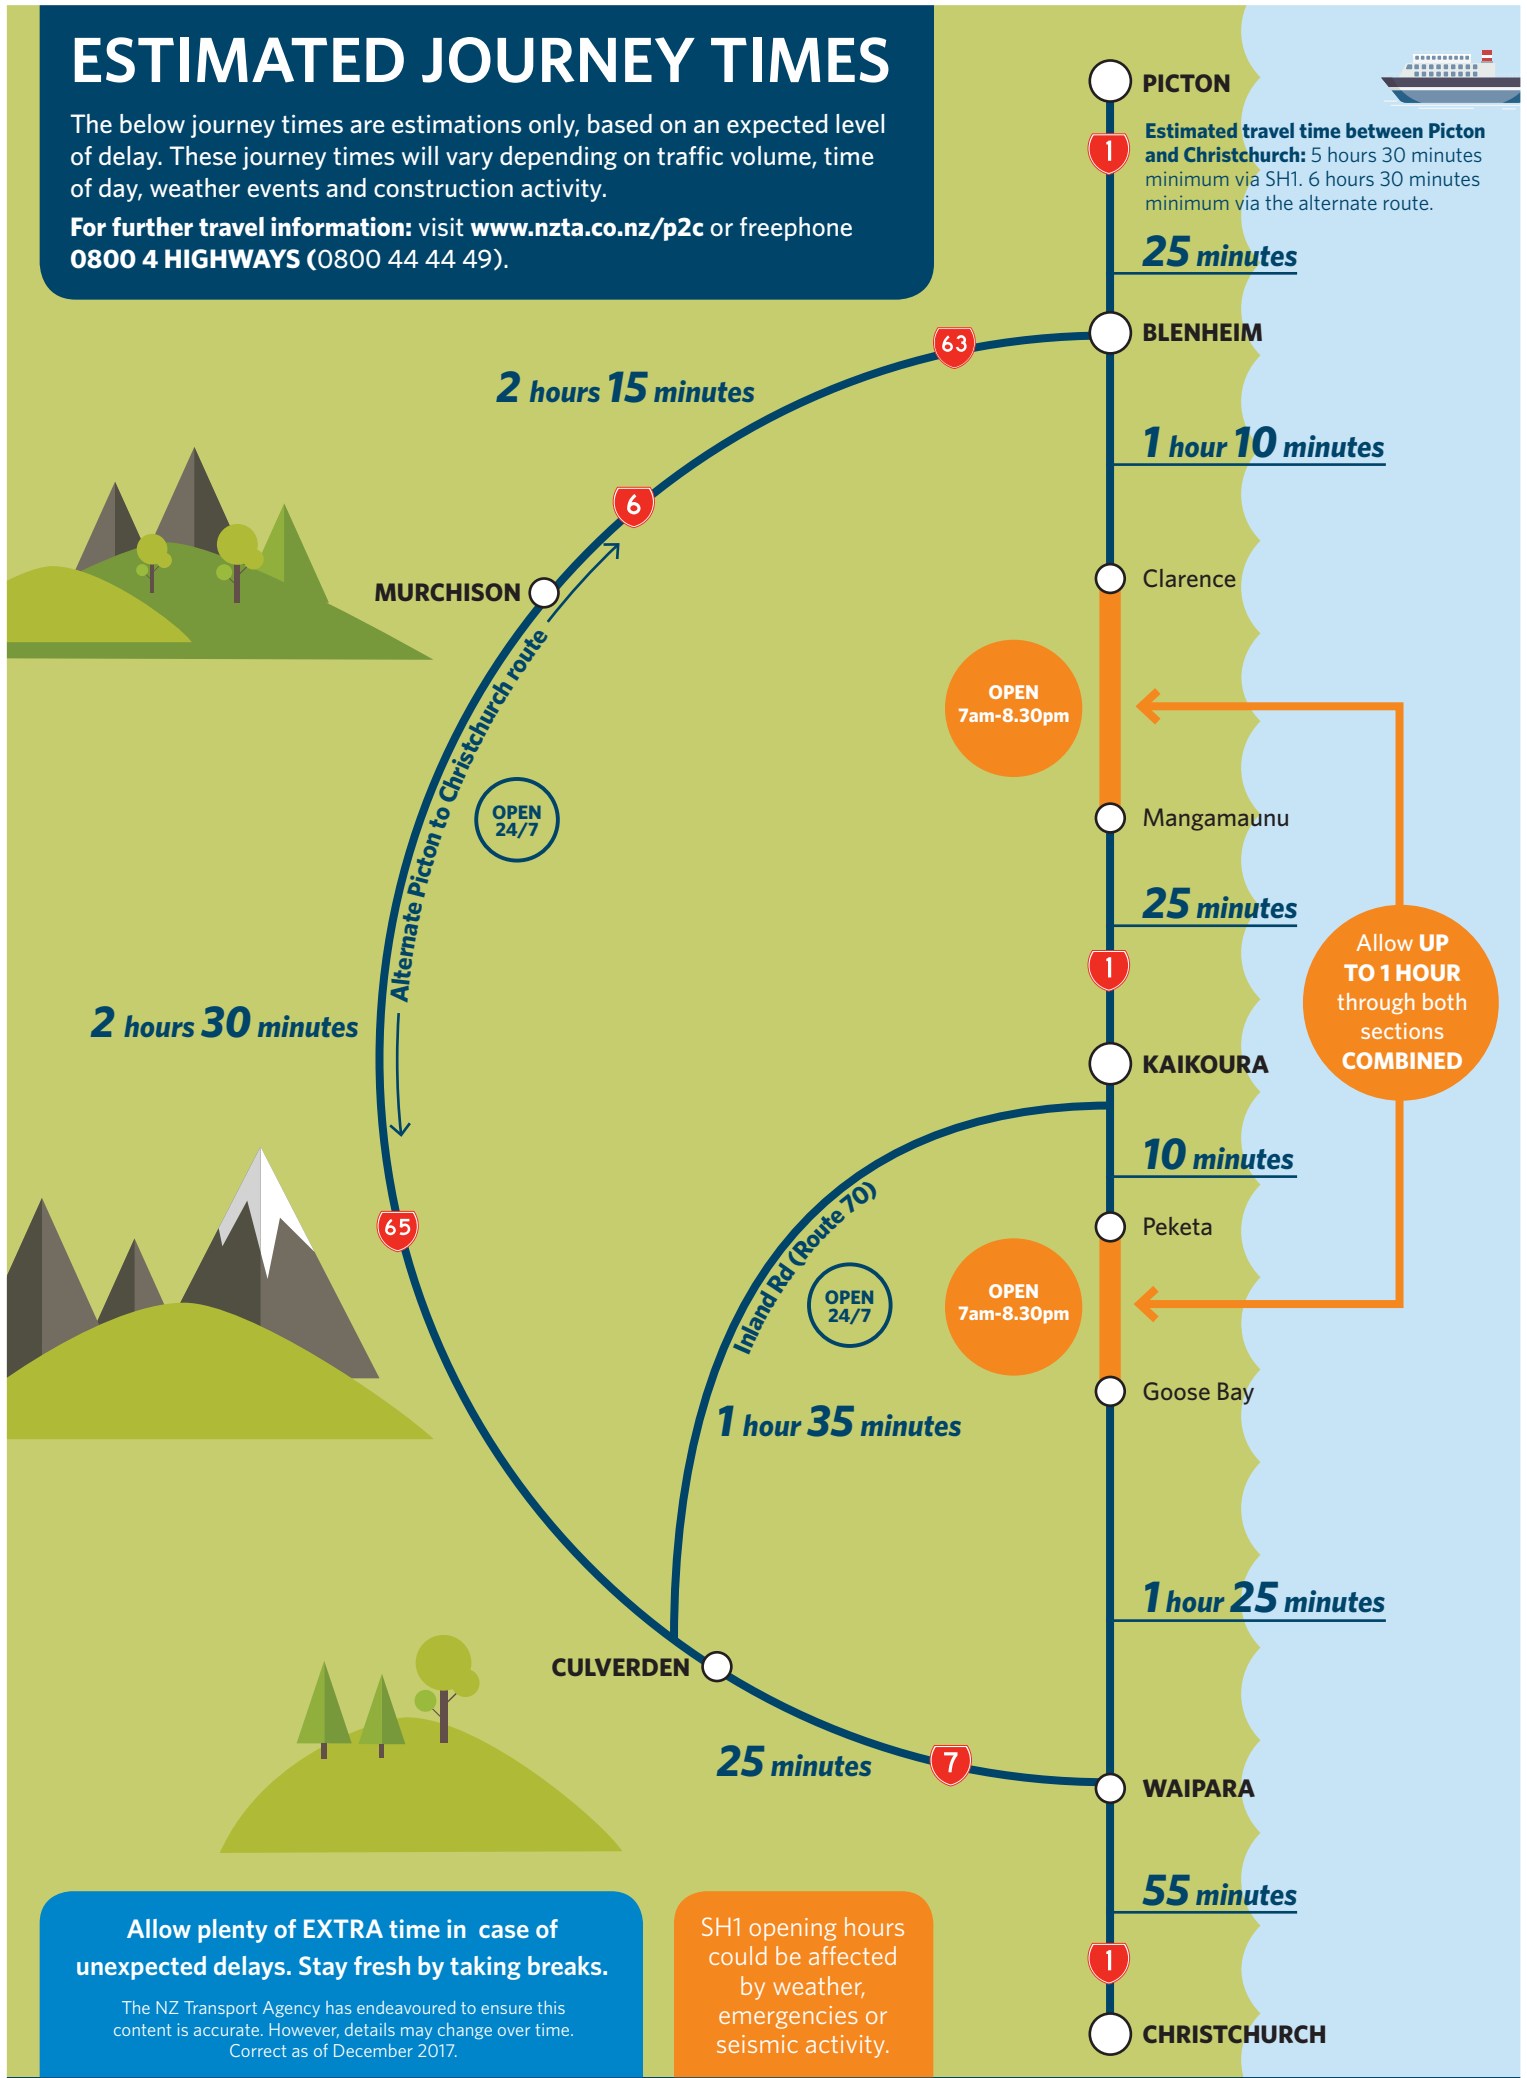 ESTIMATED JOURNEY TIMES
The below journey times are estimations only, based on an expected level
of delay. These journey times will vary depending on traffic volume, time
of day, weather events and construction activity.
For further travel information: visit www.nzta.co.nz/p2c or freephone
0800 4 HIGHWAYS (0800 44 44 49).
PICTON
1
Estimated travel time between Picton
and Christchurch: 5 hours 30 minutes
minimum via SH1. 6 hours 30 minutes
minimum via the alternate route.
25 minutes
BLENHEIM
63
2 hours 15 minutes
1 hour 10 minutes
6
Clarence
MURCHISON
OPEN
7am-8.30pm
Alternate Picton to Christchurch route
OPEN
24/7
Mangamaunu
25 minutes
Allow UP
TO 1 HOUR
through both
sections
COMBINED
1
2 hours 30 minutes
KAIKOURA
10 minutes
65
Peketa
Inland Rd (Route 70)
OPEN
24/7
OPEN
7am-8.30pm
Goose Bay
1 hour 35 minutes
1 hour 25 minutes
CULVERDEN
25 minutes
7
WAIPARA
55 minutes
1
CHRISTCHURCH
Allow plenty of EXTRA time in case of
unexpected delays. Stay fresh by taking breaks.
The NZ Transport Agency has endeavoured to ensure this
content is accurate. However, details may change over time.
Correct as of December 2017.
SH1 opening hours
could be affected
by weather,
emergencies or
seismic activity.